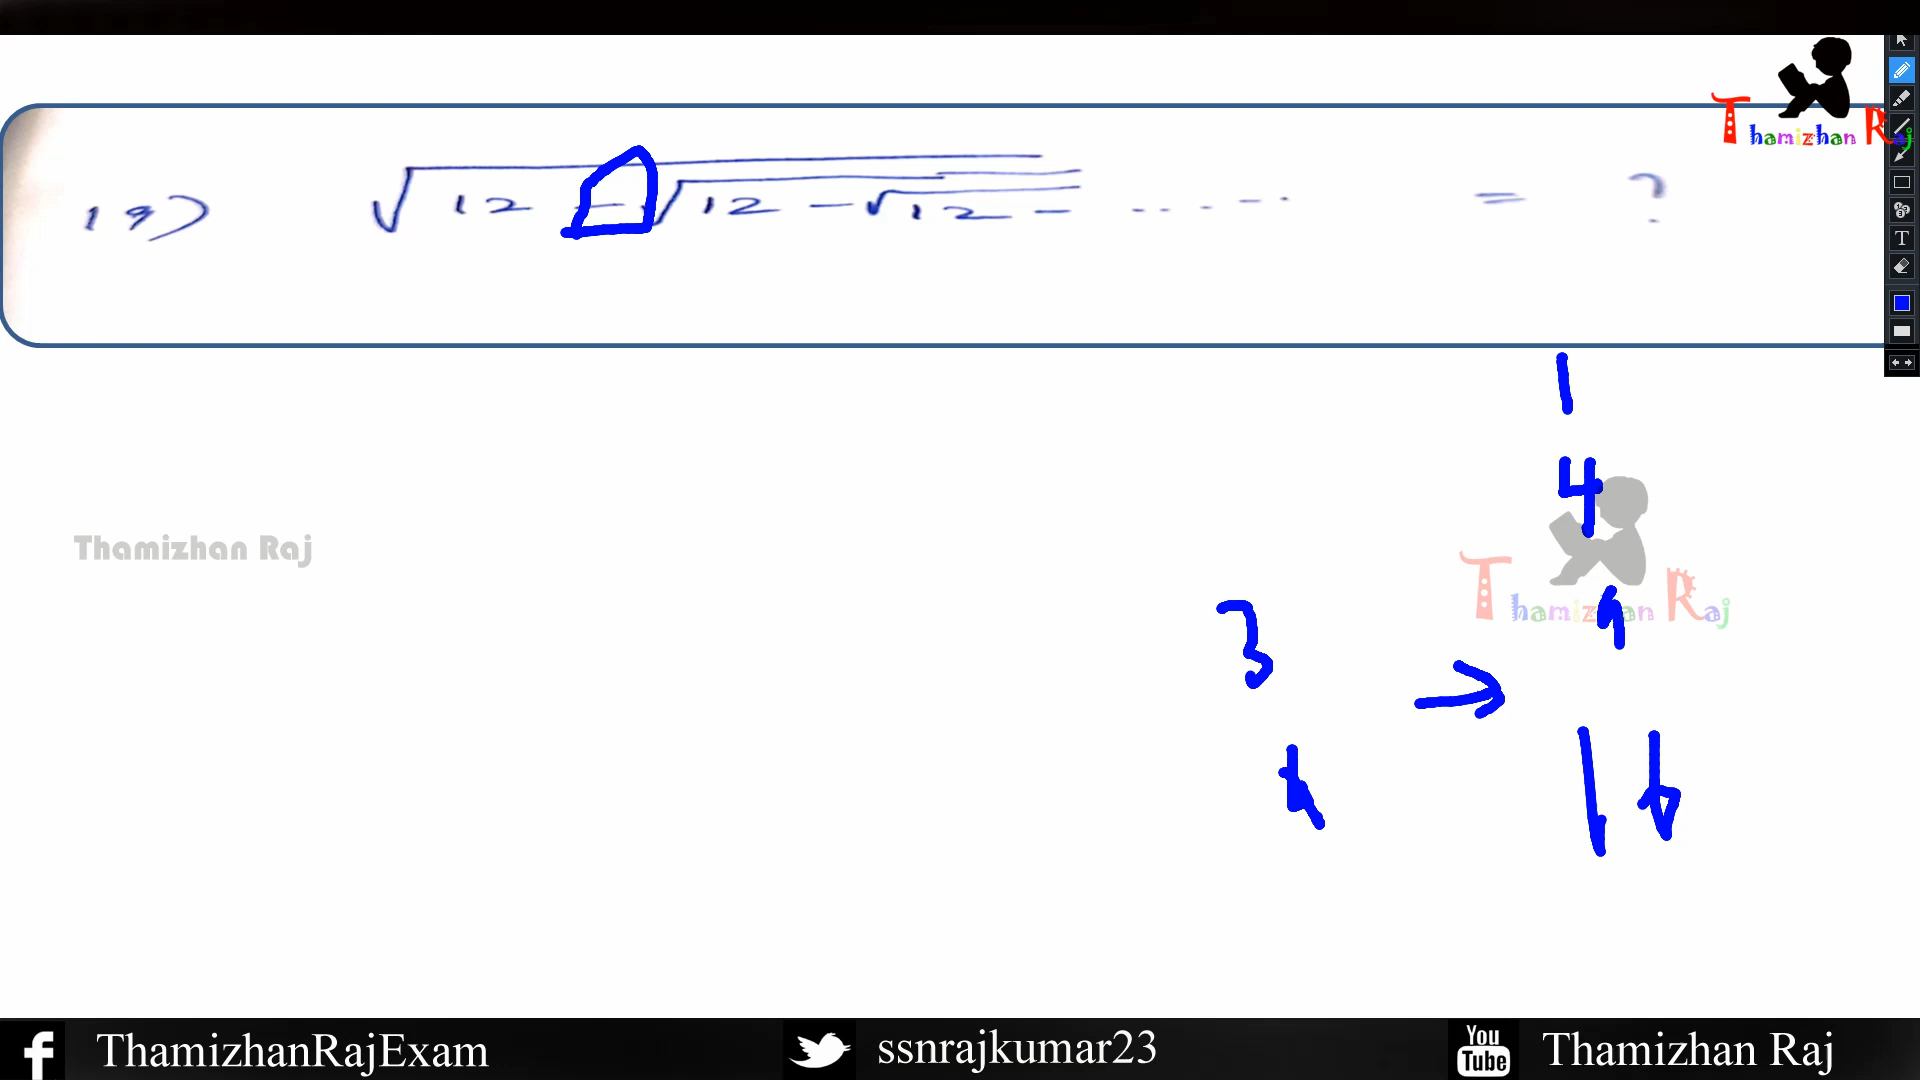 Thamizhan Raj
19) √12 - √12 - √12 - ...... = ?
1
4
Thamizhan Raj
Thamizhan Raj
9
3 →
4
16
ThamizhanRajExam
ssnrajkumar23
You Tube
Thamizhan Raj